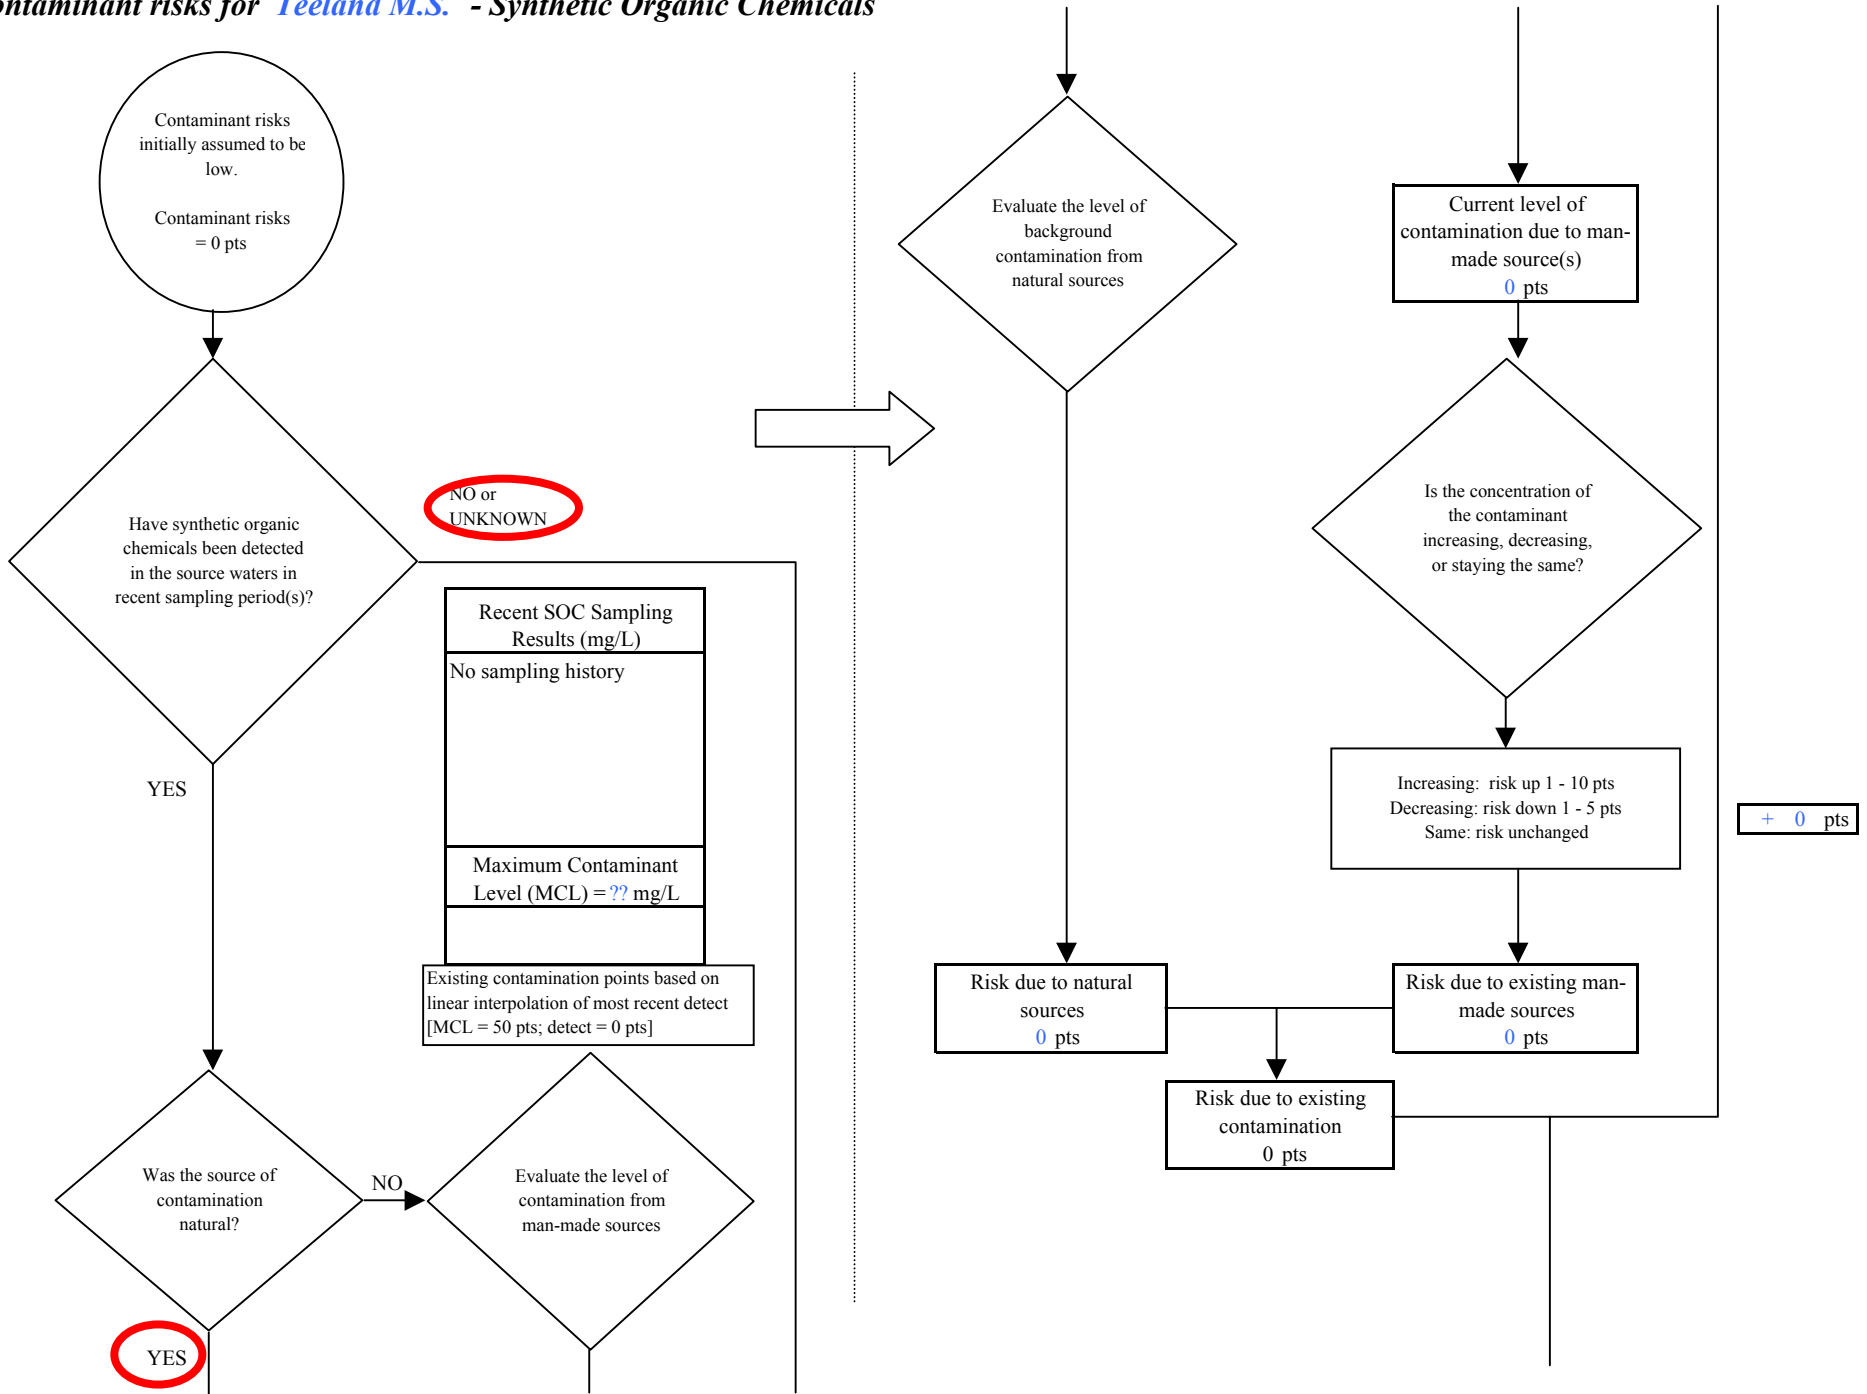 ontaminant risks for Teeland M.S. - Synthetic Organic Chemicals
Contaminant risks
initially assumed to be
low.
Contaminant risks
= 0 pts
Have synthetic organic
chemicals been detected
in the source waters in
recent sampling period(s)?
NO or
UNKNOWN
YES
Recent SOC Sampling
Results (mg/L)
No sampling history
Maximum Contaminant
Level (MCL) = ?? mg/L
Existing contamination points based on
linear interpolation of most recent detect
[MCL = 50 pts; detect = 0 pts]
Was the source of
contamination
natural?
NO
YES
Evaluate the level of
contamination from
man-made sources
Evaluate the level of
background
contamination from
natural sources
Current level of
contamination due to man-
made source(s)
0 pts
Is the concentration of
the contaminant
increasing, decreasing,
or staying the same?
Increasing: risk up 1 - 10 pts
Decreasing: risk down 1 - 5 pts
Same: risk unchanged
+ 0 pts
Risk due to natural
sources
0 pts
Risk due to existing man-
made sources
0 pts
Risk due to existing
contamination
0 pts